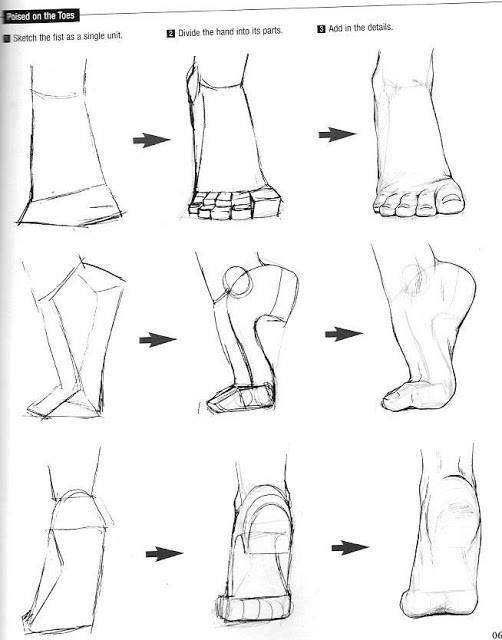 Poised on the Toes
1 Sketch the fist as a single unit.
2 Divide the hand into its parts.
3 Add in the details.